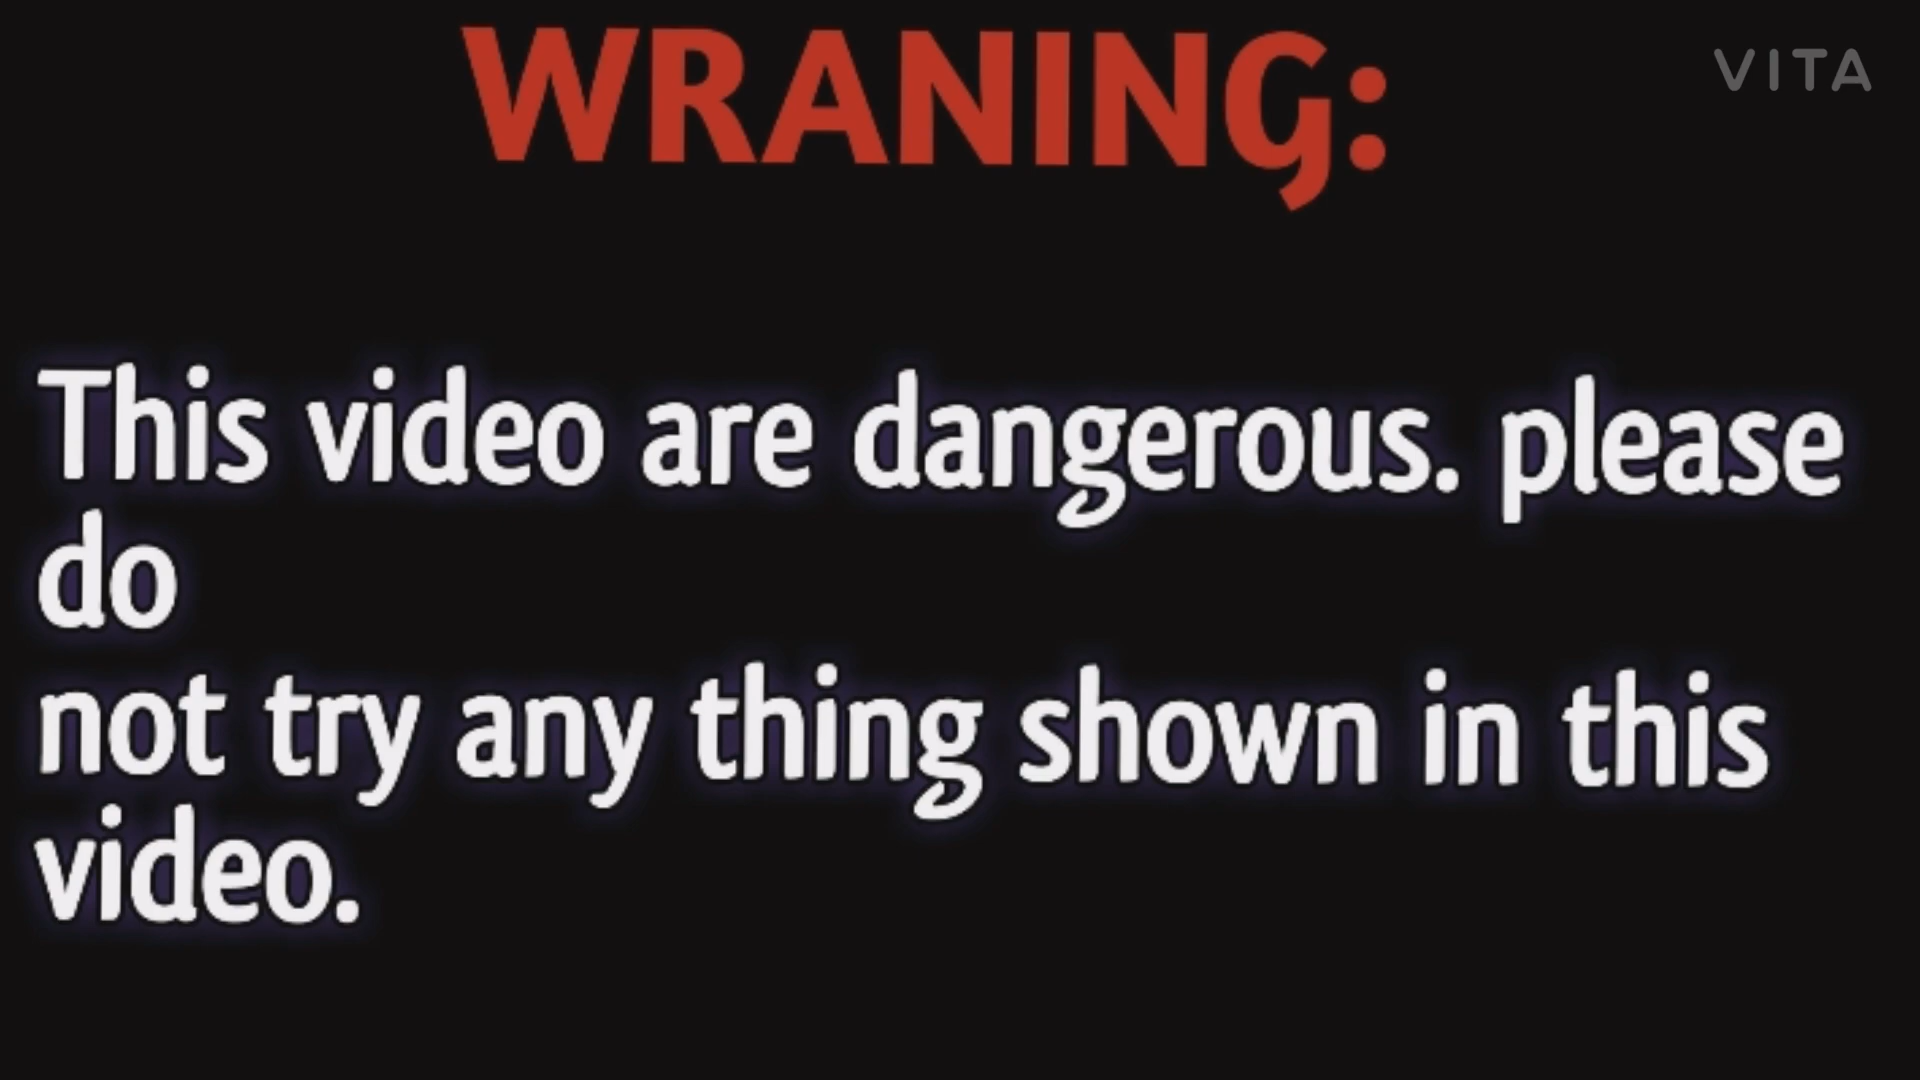 WRANING:
VITA
This video are dangerous. please
do
not try any thing shown in this
video.